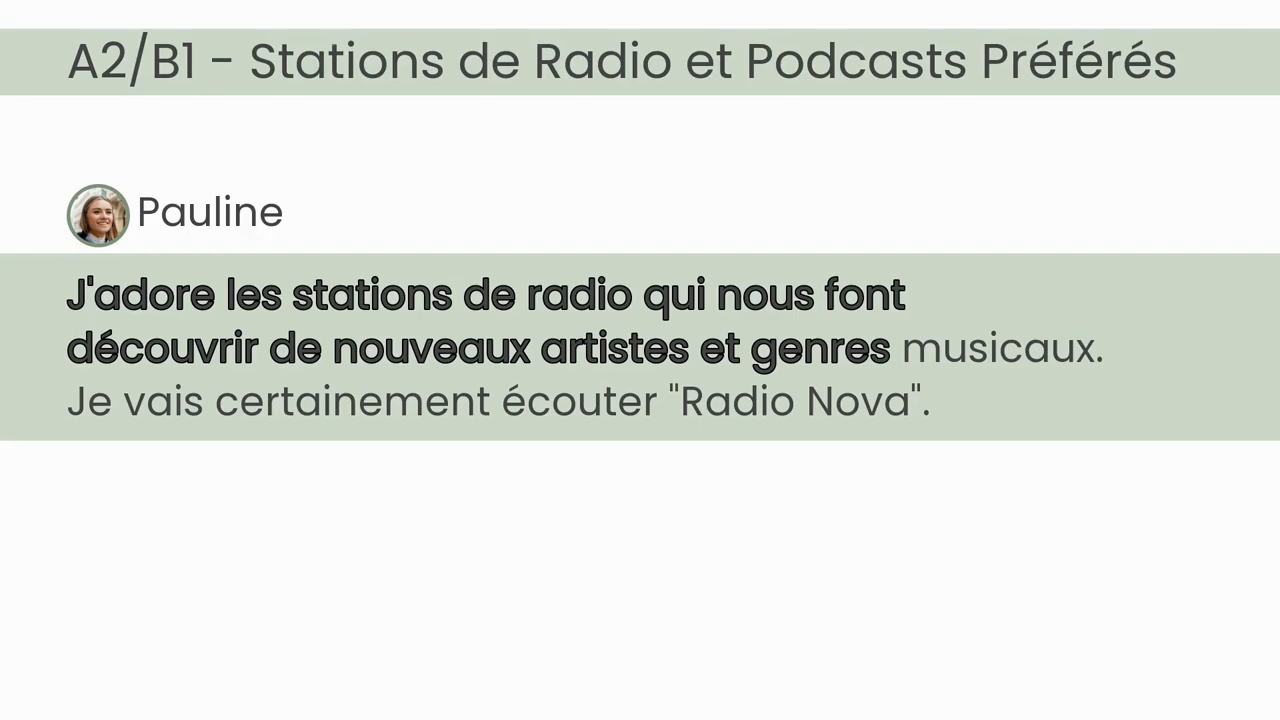 A2/B1 - Stations de Radio et Podcasts Préférés
Pauline
J'adore les stations de radio qui nous font
découvrir de nouveaux artistes et genres musicaux.
Je vais certainement écouter "Radio Nova".